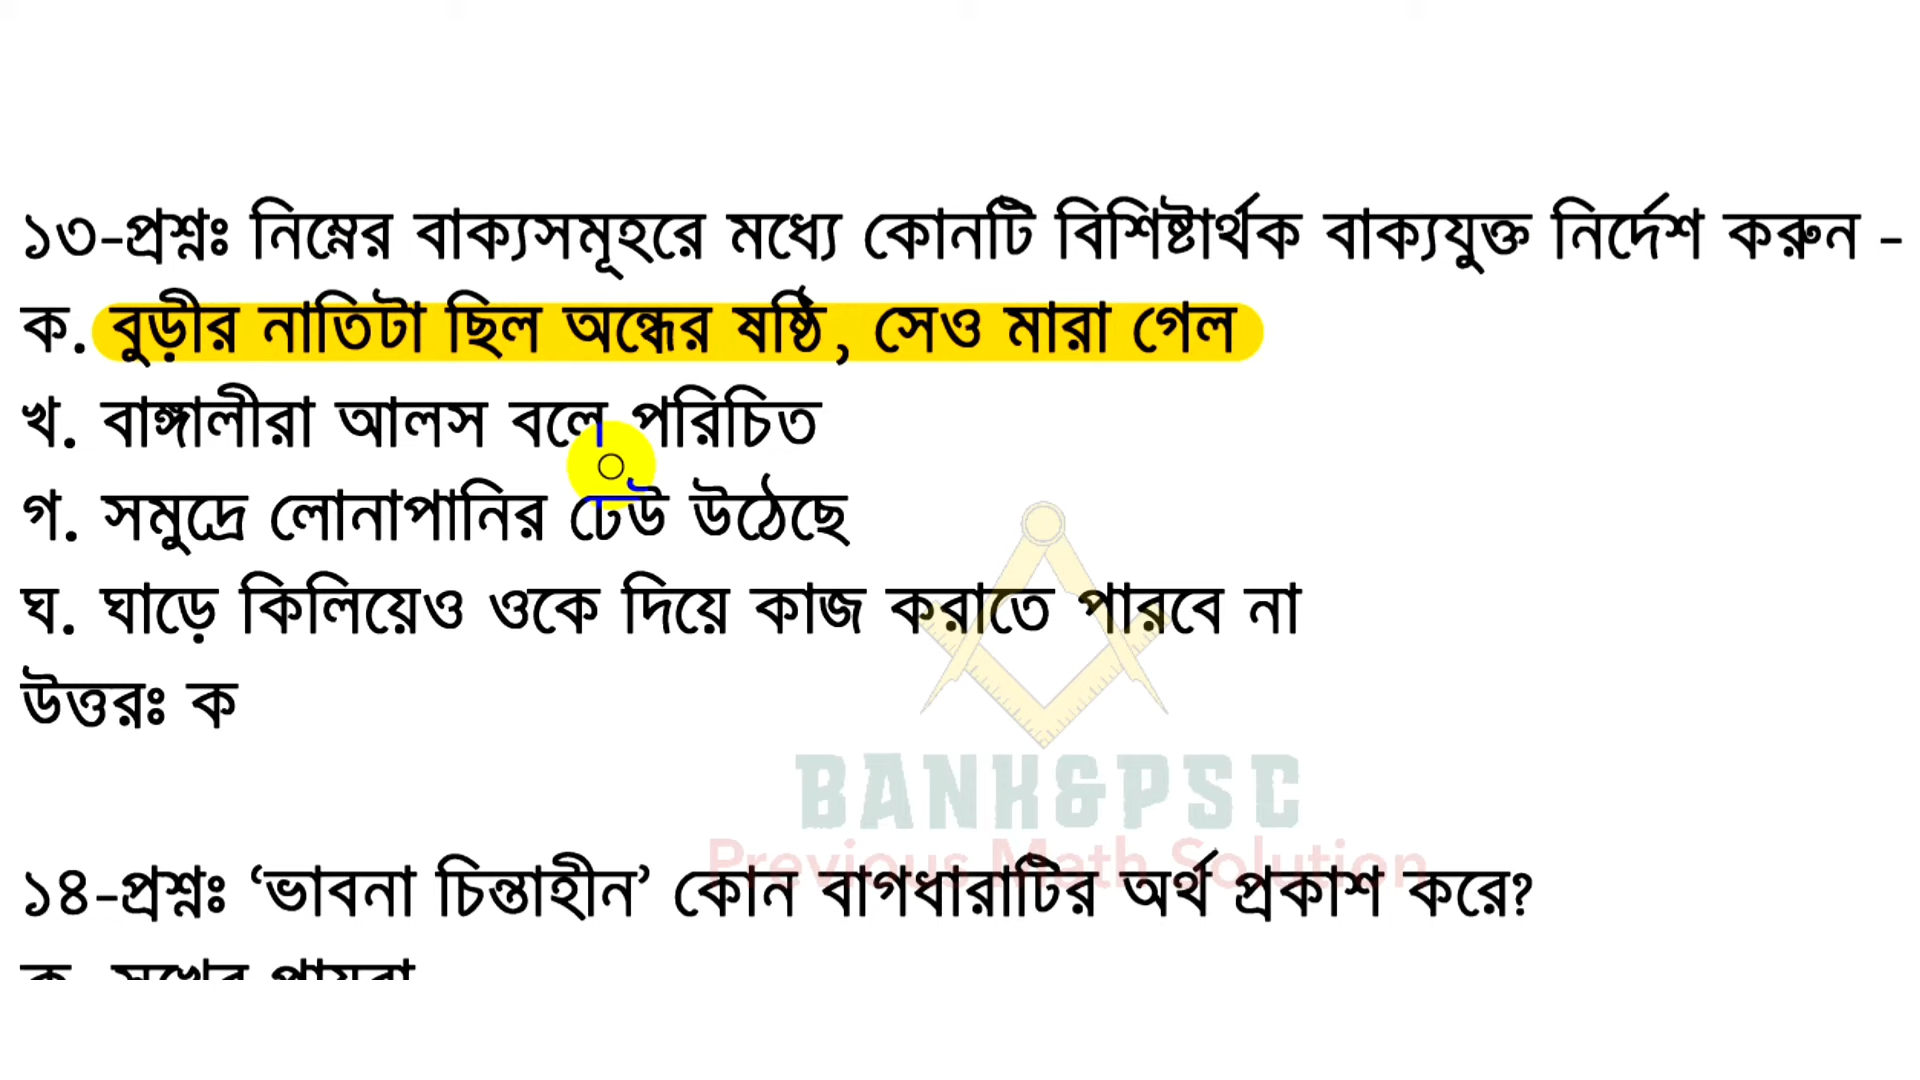 ১৩-প্রশ্নঃ নিম্নের বাক্যসমূহরে মধ্যে কোনটি বিশিষ্টার্থক বাক্যযুক্ত নির্দেশ করুন -
ক. বুড়ীর নাতিটা ছিল অন্ধের ষষ্ঠি, সেও মারা গেল
খ. বাঙ্গালীরা আলস বলে পরিচিত
গ. সমুদ্রে লোনাপানির ঢেউ উঠেছে
ঘ. ঘাড়ে কিলিয়েও ওকে দিয়ে কাজ করাতে পারবে না
উত্তরঃ ক
BANK&PSC
Previous Math Solution
১৪-প্রশ্নঃ ‘ভাবনা চিন্তাহীন’ কোন বাগধারাটির অর্থ প্রকাশ করে?
ক. সুখের পায়রা